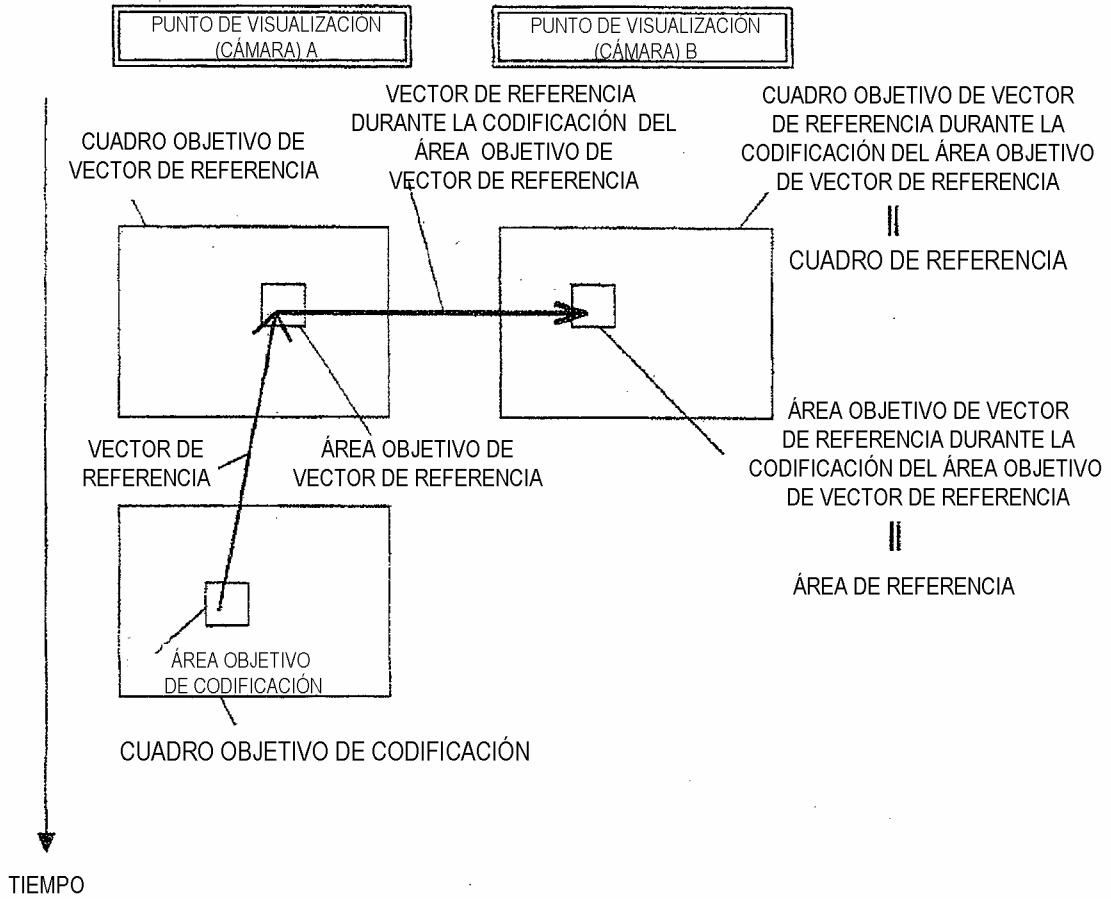 PUNTO DE VISUALIZACIÓN
(CÁMARA) A
PUNTO DE VISUALIZACIÓN
(CÁMARA) B
CUADRO OBJETIVO DE
VECTOR DE REFERENCIA
VECTOR DE REFERENCIA
DURANTE LA CODIFICACIÓN DEL
ÁREA OBJETIVO DE
VECTOR DE REFERENCIA
CUADRO OBJETIVO DE VECTOR
DE REFERENCIA DURANTE LA
CODIFICACIÓN DEL ÁREA OBJETIVO
DE VECTOR DE REFERENCIA
CUADRO DE REFERENCIA
VECTOR DE
REFERENCIA
ÁREA OBJETIVO DE
VECTOR DE REFERENCIA
ÁREA OBJETIVO DE VECTOR
DE REFERENCIA DURANTE LA
CODIFICACIÓN DEL ÁREA OBJETIVO
DE VECTOR DE REFERENCIA
ÁREA DE REFERENCIA
ÁREA OBJETIVO
DE CODIFICACIÓN
CUADRO OBJETIVO DE CODIFICACIÓN
TIEMPO